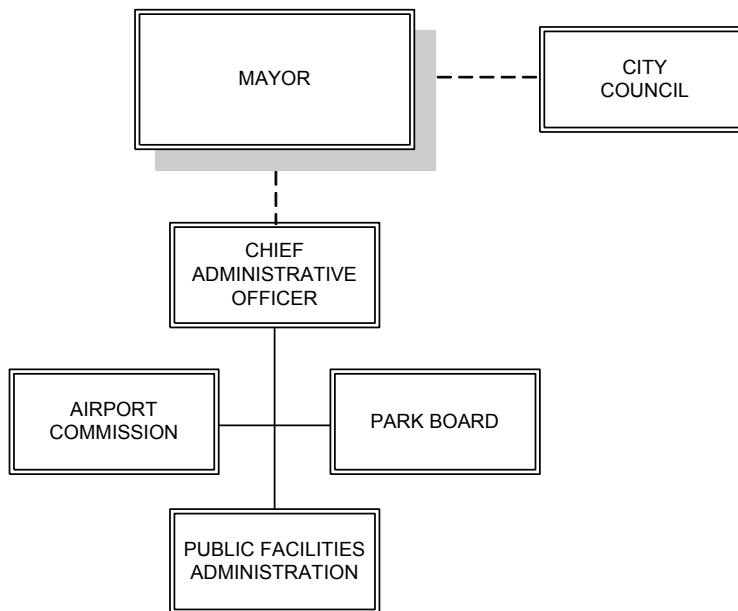 MAYOR
CITY
COUNCIL
CHIEF
ADMINISTRATIVE
OFFICER
AIRPORT
COMMISSION
PARK BOARD
PUBLIC FACILITIES
ADMINISTRATION